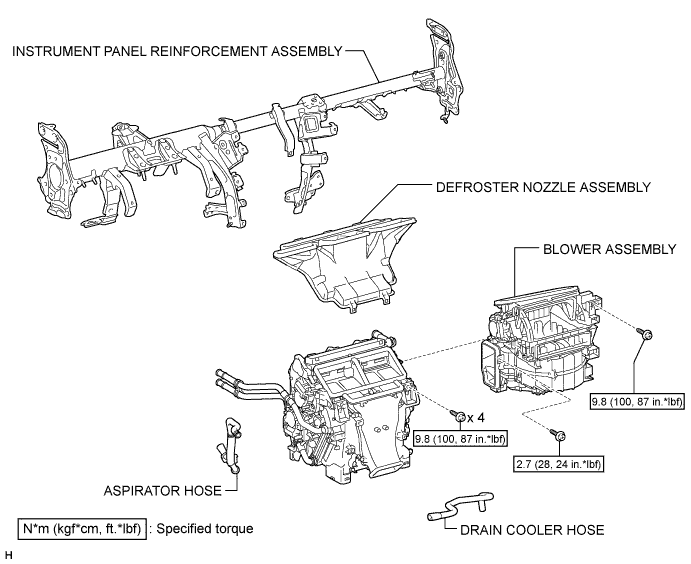 INSTRUMENT PANEL REINFORCEMENT ASSEMBLY
DEFROSTER NOZZLE ASSEMBLY
BLOWER ASSEMBLY
9.8 (100, 87 in.*lbf)
x 4
9.8 (100, 87 in.*lbf)
2.7 (28, 24 in.*lbf)
ASPIRATOR HOSE
DRAIN COOLER HOSE
N*m (kgf*cm, ft.*lbf) : Specified torque
H